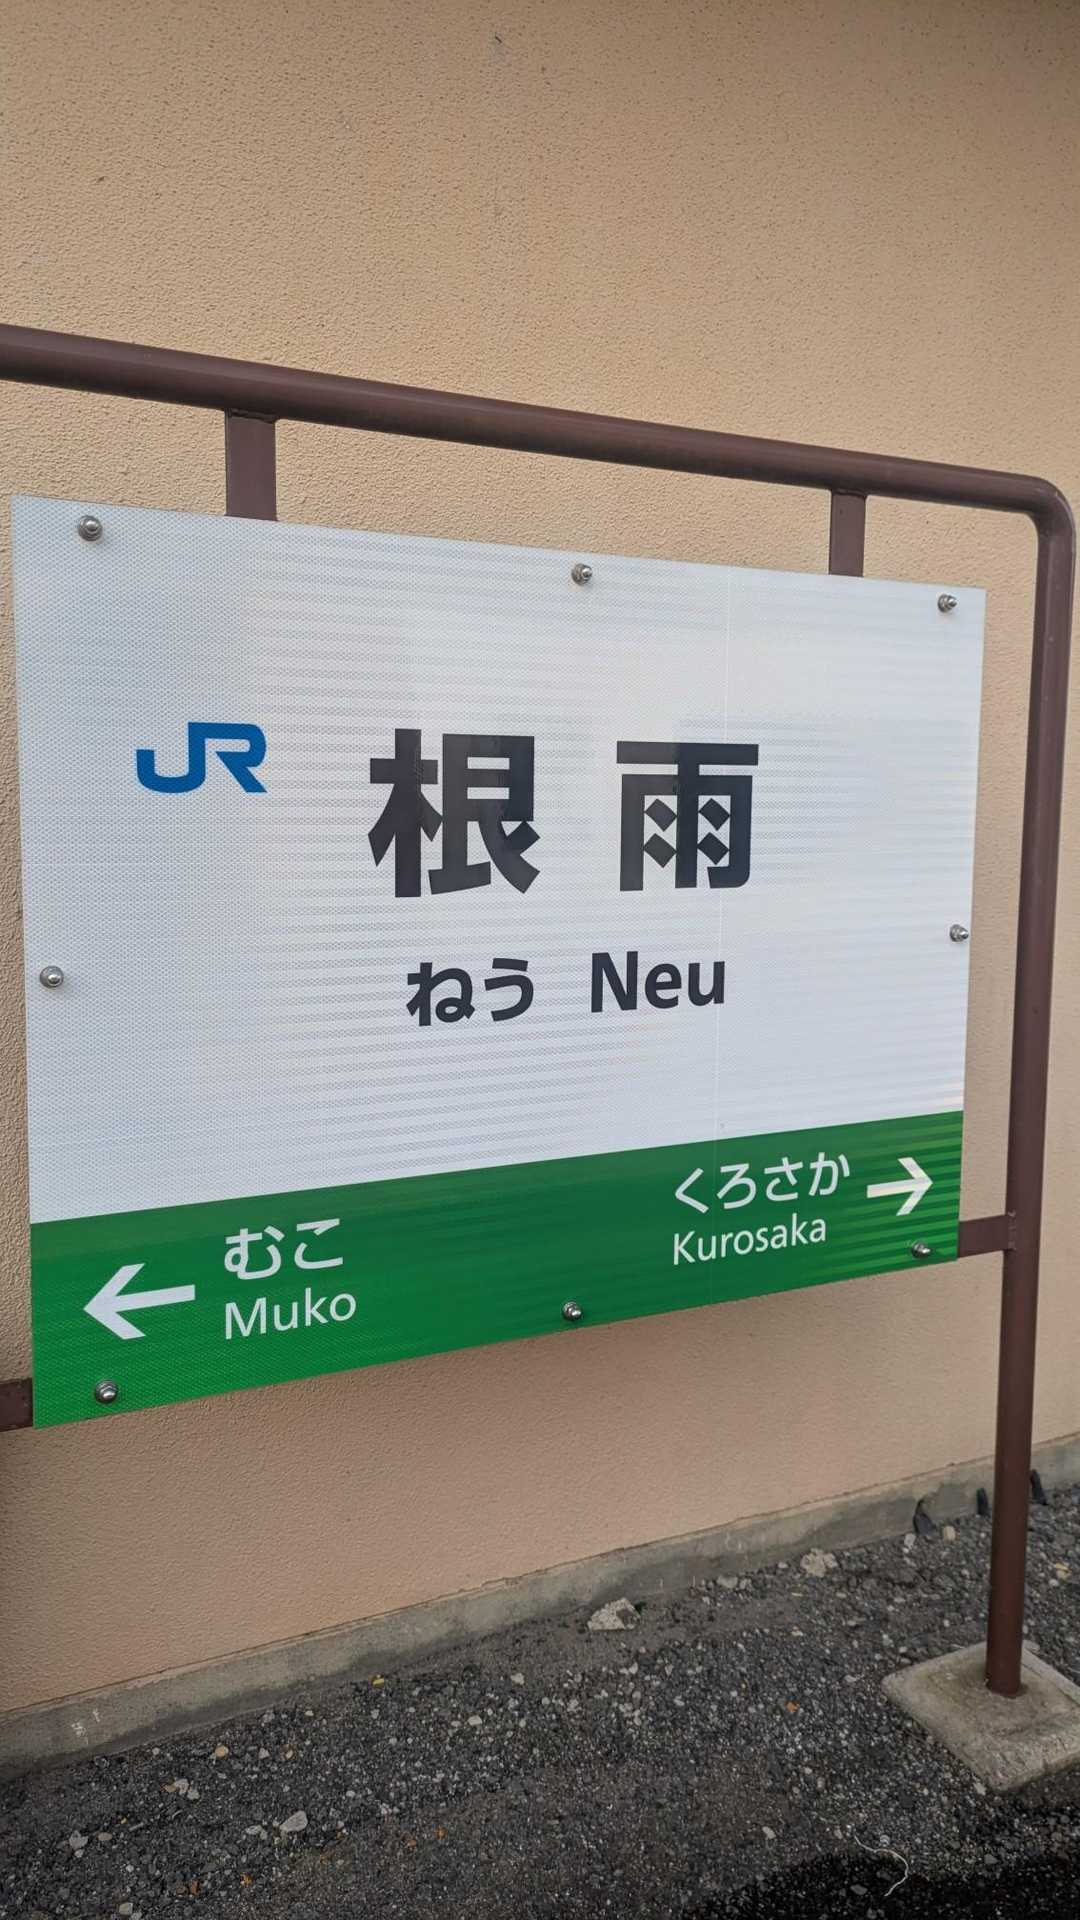 JR 根雨
ねう Neu
むこ
Muko
くろさか
Kurosaka